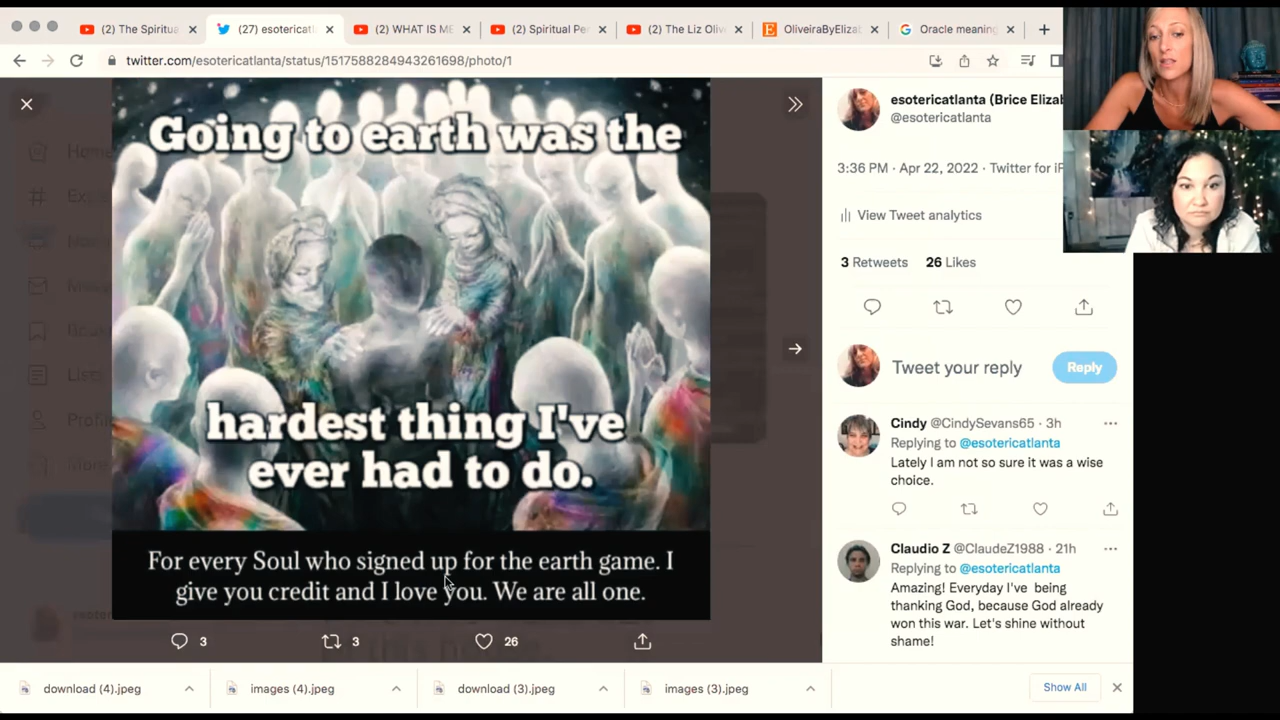 (2) The Spiritua
(27) esotericatl
(2) WHAT IS ME
(2) Spiritual Pe
(2) The Liz Oliv
OliveiraByElizab
Oracle meaning
twitter.com/esotericatlanta/status/1517588284943261698/photo/1
Going to earth was the
hardest thing I've
ever had to do.
For every Soul who signed up for the earth game. I
give you credit and I love you. We are all one.
3
3
26
esotericatlanta (Brice Elizab
@esotericatlanta
3:36 PM · Apr 22, 2022 · Twitter for iP
View Tweet analytics
3 Retweets 26 Likes
Tweet your reply
Reply
Cindy @CindySevans65 · 3h
Replying to @esotericatlanta
Lately I am not so sure it was a wise
choice.
Claudio Z @ClaudeZ1988 · 21h
Replying to @esotericatlanta
Amazing! Everyday I've being
thanking God, because God already
won this war. Let's shine without
shame!
download (4).jpeg
images (4).jpeg
download (3).jpeg
images (3).jpeg
Show All